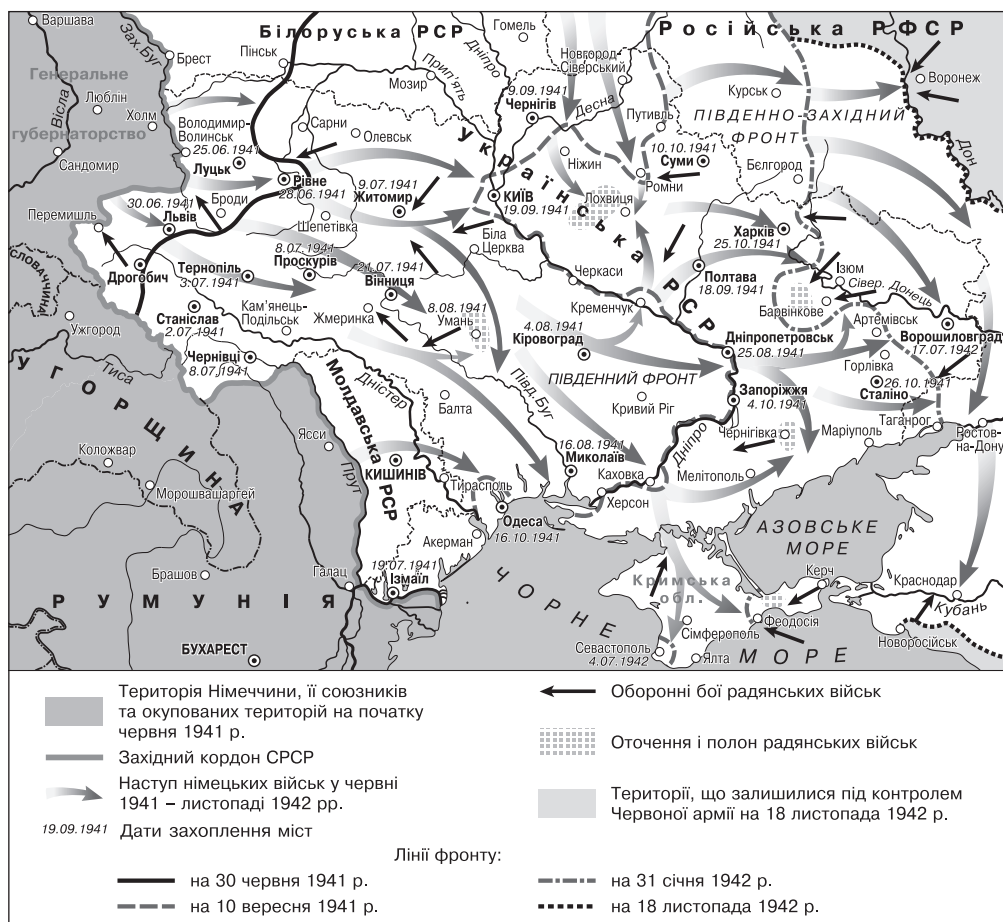 Варшава
Зах. Буг
Білоруська РСР
Гомель
Російська РФСР
Брест
Пінськ
Дніпро
Прип'ять
Мозир
Новгород
Сіверський
Воронеж
Генеральне
губернаторство
Вісла
Люблін
Холм
Сандомир
Володимир-
Волинськ
25.06.1941
Луцьк
Сарни
Олевськ
9.09.1941
Чернігів
Десна
Путивль
Курськ
ПІВДЕННО-ЗАХІДНИЙ
ФРОНТ
Дон
Українська РСР
Ніжин
10.10.1941
Суми
Ромни
Бєлгород
Рівне
28.06.1941
9.07.1941
Житомир
КИЇВ
19.09.1941
Лохвиця
30.06.1941
Львів
Броди
Шепетівка
Перемишль
Біла
Церква
Харків
25.10.1941
Дрогобич
Тернопіль
3.07.1941
8.07.1941
Проскурів
21.07.1941
Вінниця
Черкаси
Полтава
18.09.1941
Ізюм
Сівер. Донець
Барвінкове
СЛОВАЧ-
ЧИНА
Станіслав
2.07.1941
Кам'янець-
Подільськ
Жмеринка
8.08.1941
Умань
Кременчук
4.08.1941
Кіровоград
Дніпропетровськ
25.08.1941
Артемівськ
Ворошиловград
17.07.1942
Горлівка
26.10.1941
Сталіно
Ужгород
Тиса
УГОРЩИНА
Чернівці
8.07.1941
Молдавська РСР
Дністер
Півд. Буг
ПІВДЕННИЙ ФРОНТ
Балта
Кривий Ріг
Запоріжжя
4.10.1941
Таганрог
Ростов-
на-Дону
Ясси
Прут
Коложвар
Морошвашаргей
КИШИНІВ
Тирасполь
16.08.1941
Миколаїв
Каховка
Дніпро
Чернігівка
Маріуполь
Мелітополь
Херсон
Одеса
16.10.1941
Акерман
АЗОВСЬКЕ
МОРЕ
19.07.1941
Ізмаїл
Галац
Брашов
РУМУНІЯ
БУХАРЕСТ
ЧОРНЕ
МОРЕ
Кримська
обл.
Керч
Краснодар
Кубань
Новоросійськ
Феодосія
Сімферополь
Севастополь
4.07.1942
Ялта
Територія Німеччини, її союзників
та окупованих територій на початку
червня 1941 р.
Західний кордон СРСР
Наступ німецьких військ у червні
1941 – листопаді 1942 рр.
19.09.1941 Дати захоплення міст
Оборонні бої радянських військ
Оточення і полон радянських військ
Території, що залишилися під контролем
Червоної армії на 18 листопада 1942 р.
Лінії фронту:
на 30 червня 1941 р.
на 10 вересня 1941 р.
на 31 січня 1942 р.
на 18 листопада 1942 р.